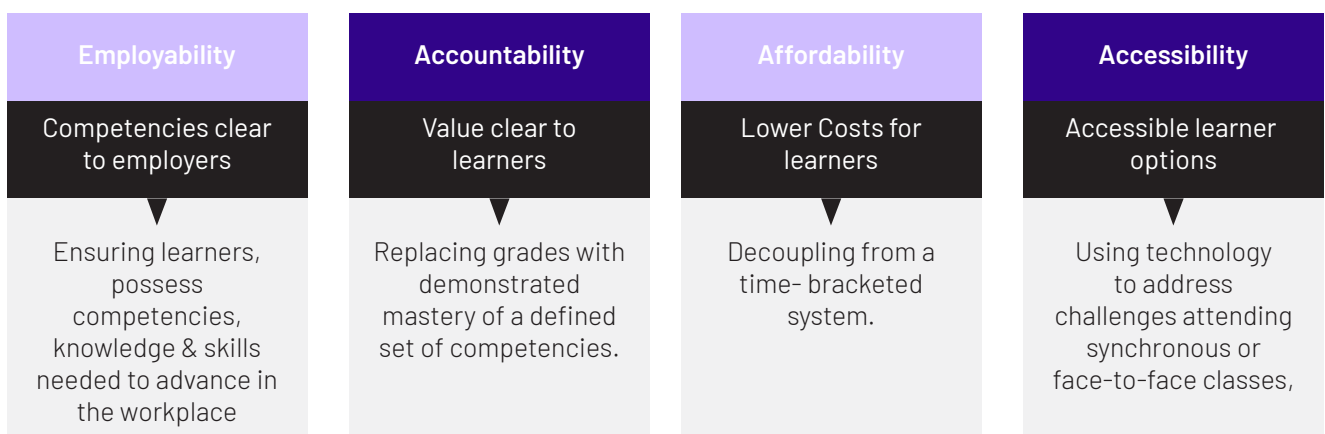 Employability
Competencies clear
to employers
Ensuring learners,
possess
competencies,
knowledge & skills
needed to advance in
the workplace
Accountability
Value clear to
learners
Replacing grades with
demonstrated
mastery of a defined
set of competencies.
Affordability
Lower Costs for
learners
Decoupling from a
time- bracketed
system.
Accessibility
Accessible learner
options
Using technology
to address
challenges attending
synchronous or
face-to-face classes,